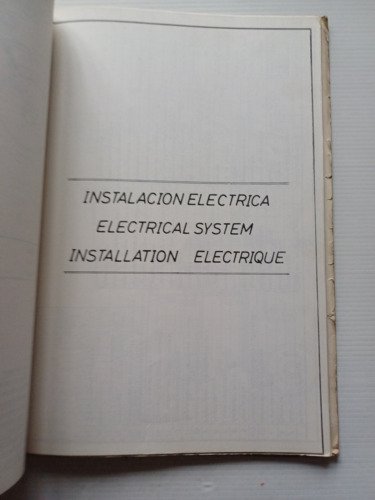 INSTALACION ELECTRICA
ELECTRICAL SYSTEM
INSTALLATION ELECTRIQUE